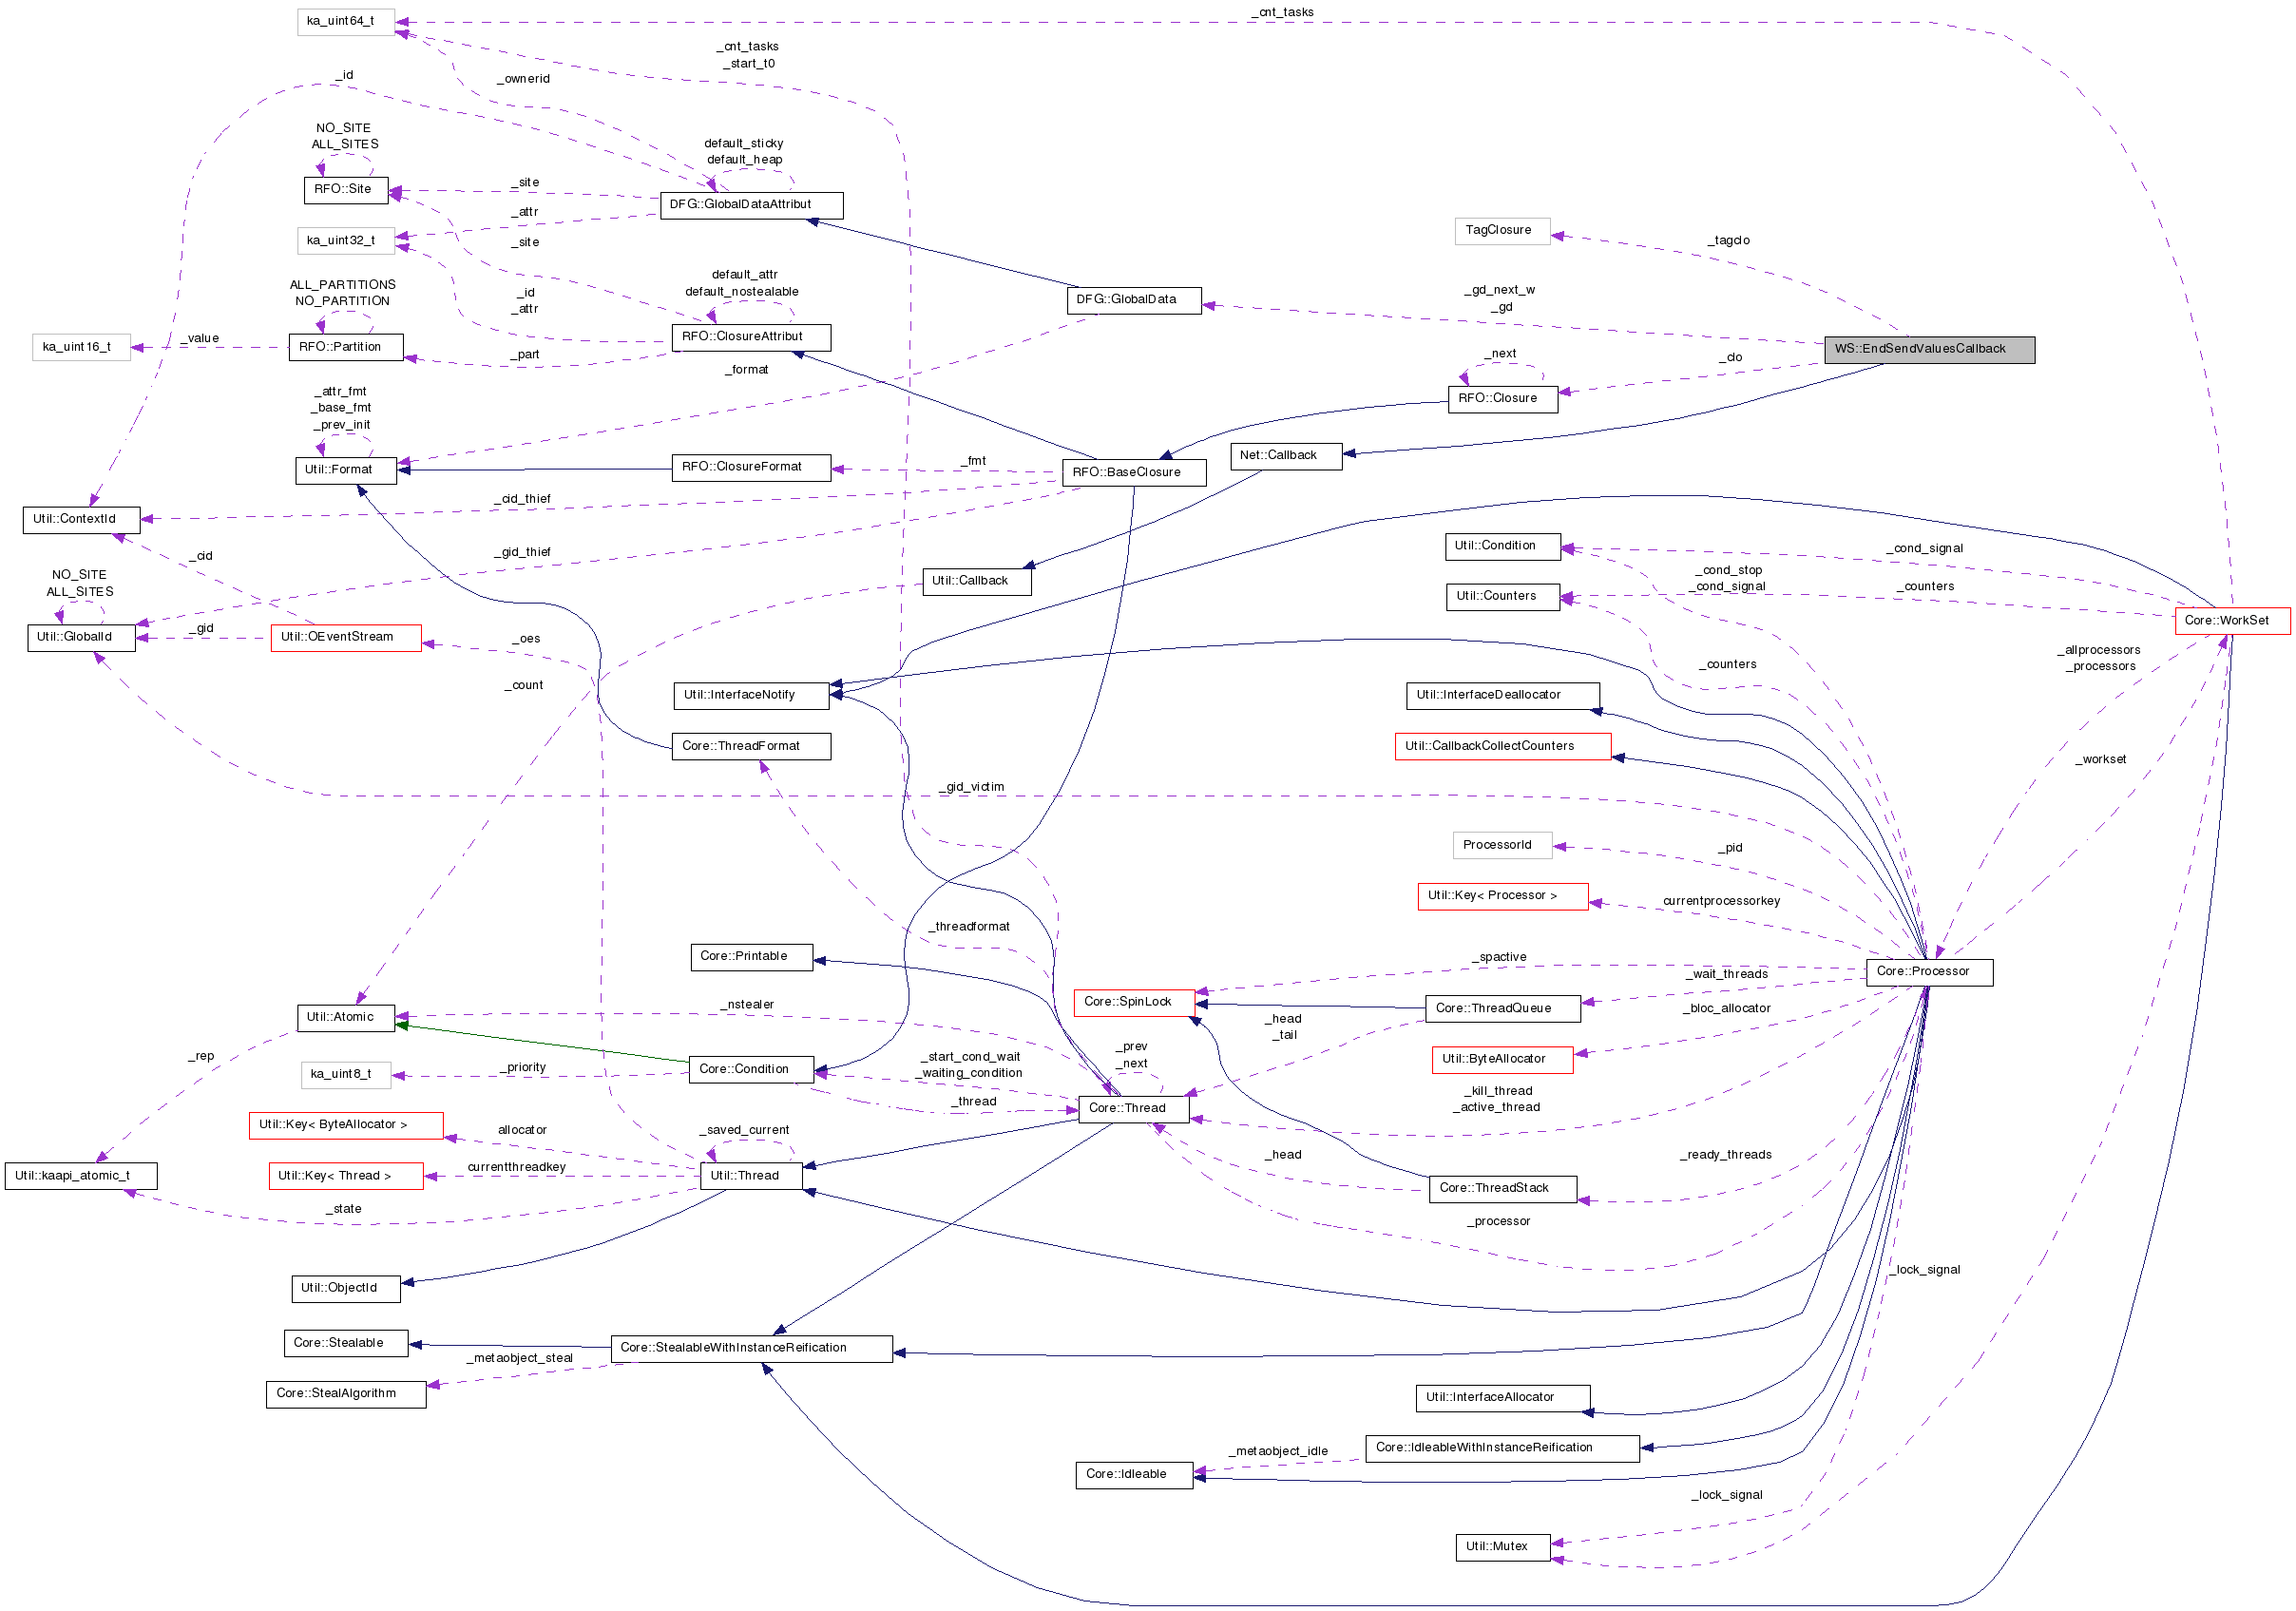 ka_uint64_t
_cnt_tasks
_cnt_tasks
_start_t0
_id
_ownerid
NO_SITE
ALL_SITES
default_sticky
default_heap
RFO::Site
_site
DFG::GlobalDataAttribut
_attr
ka_uint32_t
_site
TagClosure
_tagclo
default_attr
default_nostealable
ALL_PARTITIONS
NO_PARTITION
_id
_attr
DFG::GlobalData
_gd_next_w
_gd
RFO::ClosureAttribut
ka_uint16_t
_value
RFO::Partition
_part
WS::EndSendValuesCallback
_next
_clo
_format
RFO::Closure
_attr_fmt
_base_fmt
_prev_init
Util::Format
RFO::ClosureFormat
_fmt
RFO::BaseClosure
Net::Callback
_cid_thief
Util::ContextId
_cid
_gid_thief
Util::Condition
_cond_signal
NO_SITE
ALL_SITES
Util::Callback
_cond_stop
_cond_signal
Util::Counters
_counters
Util::GlobalId
_gid
Util::OEventStream
_oes
Core::WorkSet
_allprocessors
_processors
_counters
_count
Util::InterfaceNotify
Util::InterfaceDeallocator
Core::ThreadFormat
Util::CallbackCollectCounters
_workset
_gid_victim
ProcessorId
_pid
Util::Key< Processor >
currentprocessorkey
_threadformat
Core::Printable
_spactive
Core::Processor
_wait_threads
Core::SpinLock
Core::ThreadQueue
_bloc_allocator
Util::Atomic
_nstealer
_head
_tail
_rep
_prev
_next
Util::ByteAllocator
ka_uint8_t
_priority
Core::Condition
_start_cond_wait
_waiting_condition
_thread
Core::Thread
_kill_thread
_active_thread
Util::Key< ByteAllocator >
allocator
_saved_current
_head
_ready_threads
Util::kaapi_atomic_t
Util::Key< Thread >
currentthreadkey
Util::Thread
Core::ThreadStack
_state
_processor
_lock_signal
Util::ObjectId
Core::Stealable
Core::StealableWithInstanceReification
_metaobject_steal
Core::StealAlgorithm
Util::InterfaceAllocator
_metaobject_idle
Core::IdleableWithInstanceReification
Core::Idleable
_lock_signal
Util::Mutex